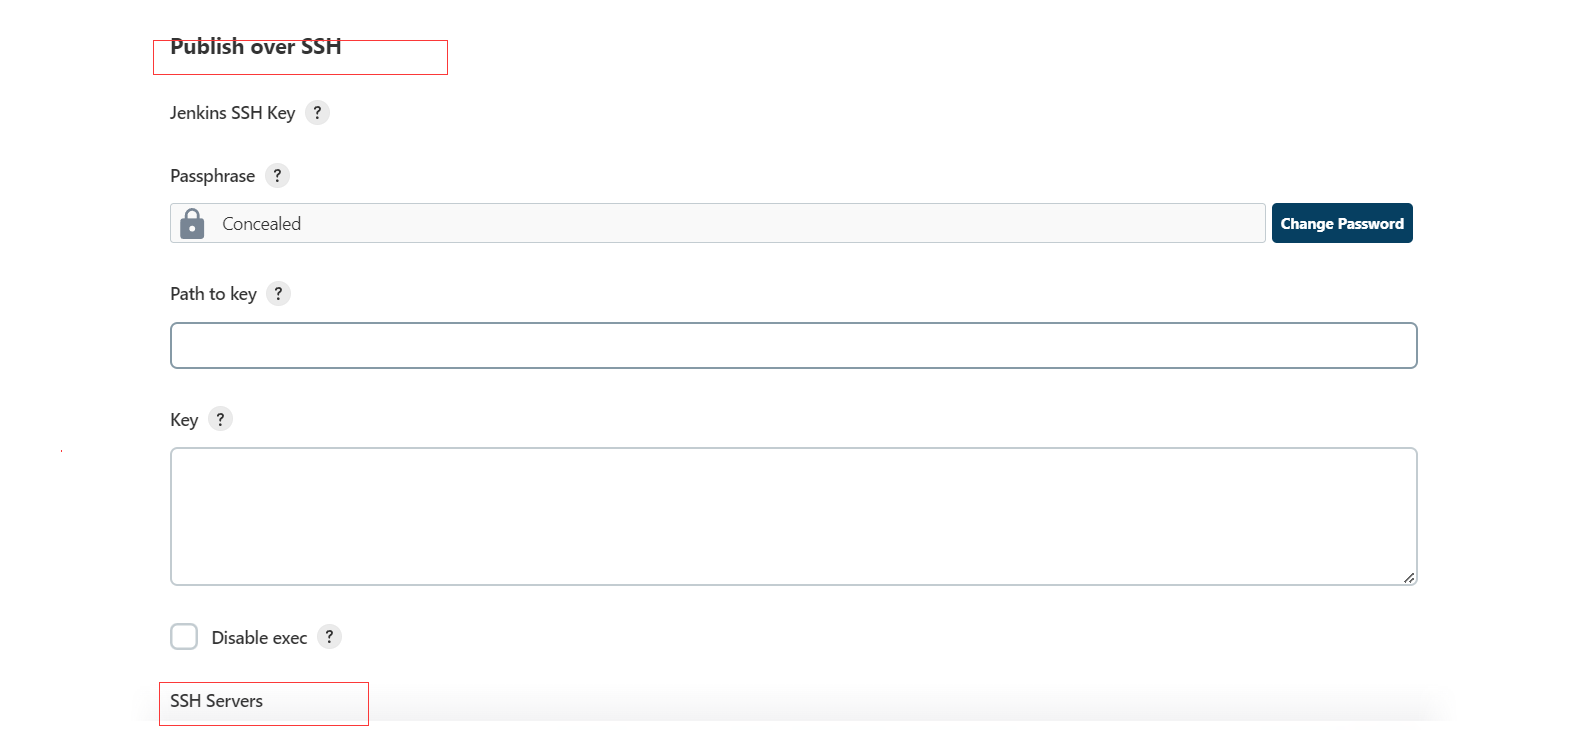 Publish over SSH
Jenkins SSH Key ?
Passphrase ?
Concealed Change Password
Path to key ?
Key ?
Disable exec ?
SSH Servers